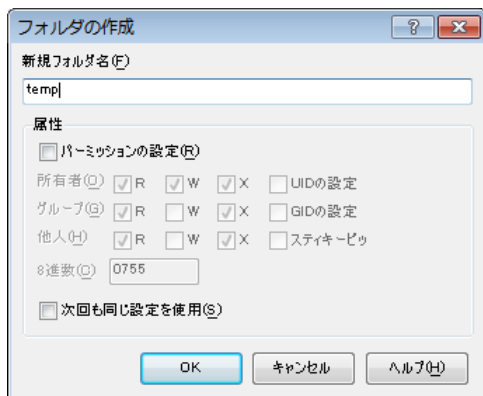 フォルダの作成
新規フォルダ名(F)
temp
属性
パーミッションの設定(R)
所有者(O) R W X UIDの設定
グループ(G) R W X GIDの設定
他人(H) R W X スティキービッ
8進数(C) 0755
次回も同じ設定を使用(S)
OK キャンセル ヘルプ(H)